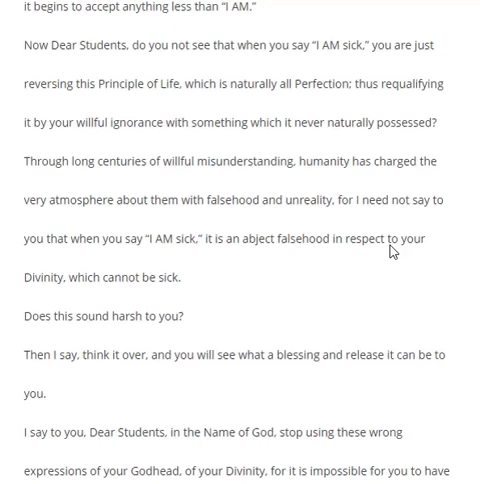 it begins to accept anything less than “I AM.”
Now Dear Students, do you not see that when you say “I AM sick,” you are just
reversing this Principle of Life, which is naturally all Perfection; thus requalifying
it by your willful ignorance with something which it never naturally possessed?
Through long centuries of willful misunderstanding, humanity has charged the
very atmosphere about them with falsehood and unreality, for I need not say to
you that when you say “I AM sick,” it is an abject falsehood in respect to your
Divinity, which cannot be sick.
Does this sound harsh to you?
Then I say, think it over, and you will see what a blessing and release it can be to
you.
I say to you, Dear Students, in the Name of God, stop using these wrong
expressions of your Godhead, of your Divinity, for it is impossible for you to have